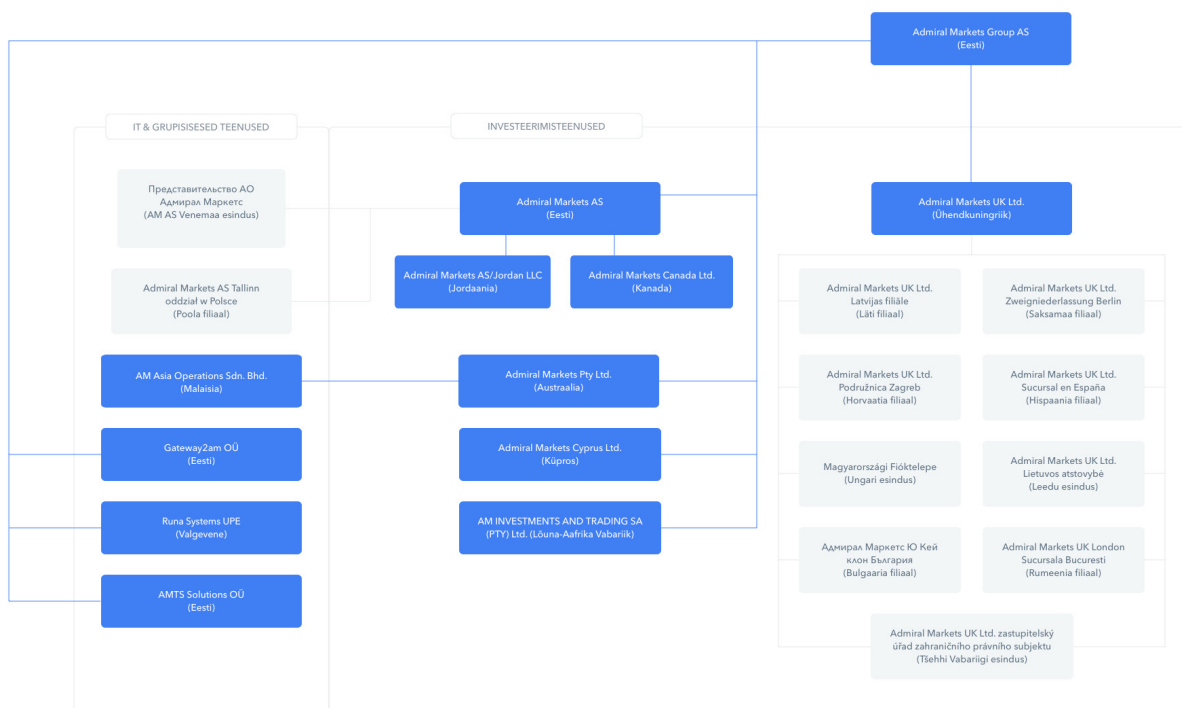 Admiral Markets Group AS
(Eesti)
IT & GRUPISISESED TEENUSED
INVESTEERIMISTEENUSED
Представительство АО
Адмирал Маркетс
(AM AS Venemaa esindus)
Admiral Markets AS
(Eesti)
Admiral Markets UK Ltd.
(Ühendkuningriik)
Admiral Markets AS Tallinn
oddział w Polsce
(Poola filiaal)
Admiral Markets AS/Jordan LLC
(Jordaania)
Admiral Markets Canada Ltd.
(Kanada)
Admiral Markets UK Ltd.
Latvijas filiāle
(Läti filiaal)
Admiral Markets UK Ltd.
Zweigniederlassung Berlin
(Saksamaa filiaal)
AM Asia Operations Sdn. Bhd.
(Malaisia)
Admiral Markets Pty Ltd.
(Austraalia)
Admiral Markets UK Ltd.
Podružnica Zagreb
(Horvaatia filiaal)
Admiral Markets UK Ltd.
Sucursal en España
(Hispaania filiaal)
Gateway2am OÜ
(Eesti)
Admiral Markets Cyprus Ltd.
(Küpros)
Magyarországi Fióktelepe
(Ungari esindus)
Admiral Markets UK Ltd.
Lietuvos atstovybė
(Leedu esindus)
Runa Systems UPE
(Valgevene)
AM INVESTMENTS AND TRADING SA
(PTY) Ltd. (Lõuna-Aafrika Vabariik)
Адмирал Маркетс Ю Кей
клон България
(Bulgaaria filiaal)
Admiral Markets UK London
Sucursala Bucuresti
(Rumeenia filiaal)
AMTS Solutions OÜ
(Eesti)
Admiral Markets UK Ltd. zastupitelský
úřad zahraničního právního subjektu
(Tšehhi Vabariigi esindus)